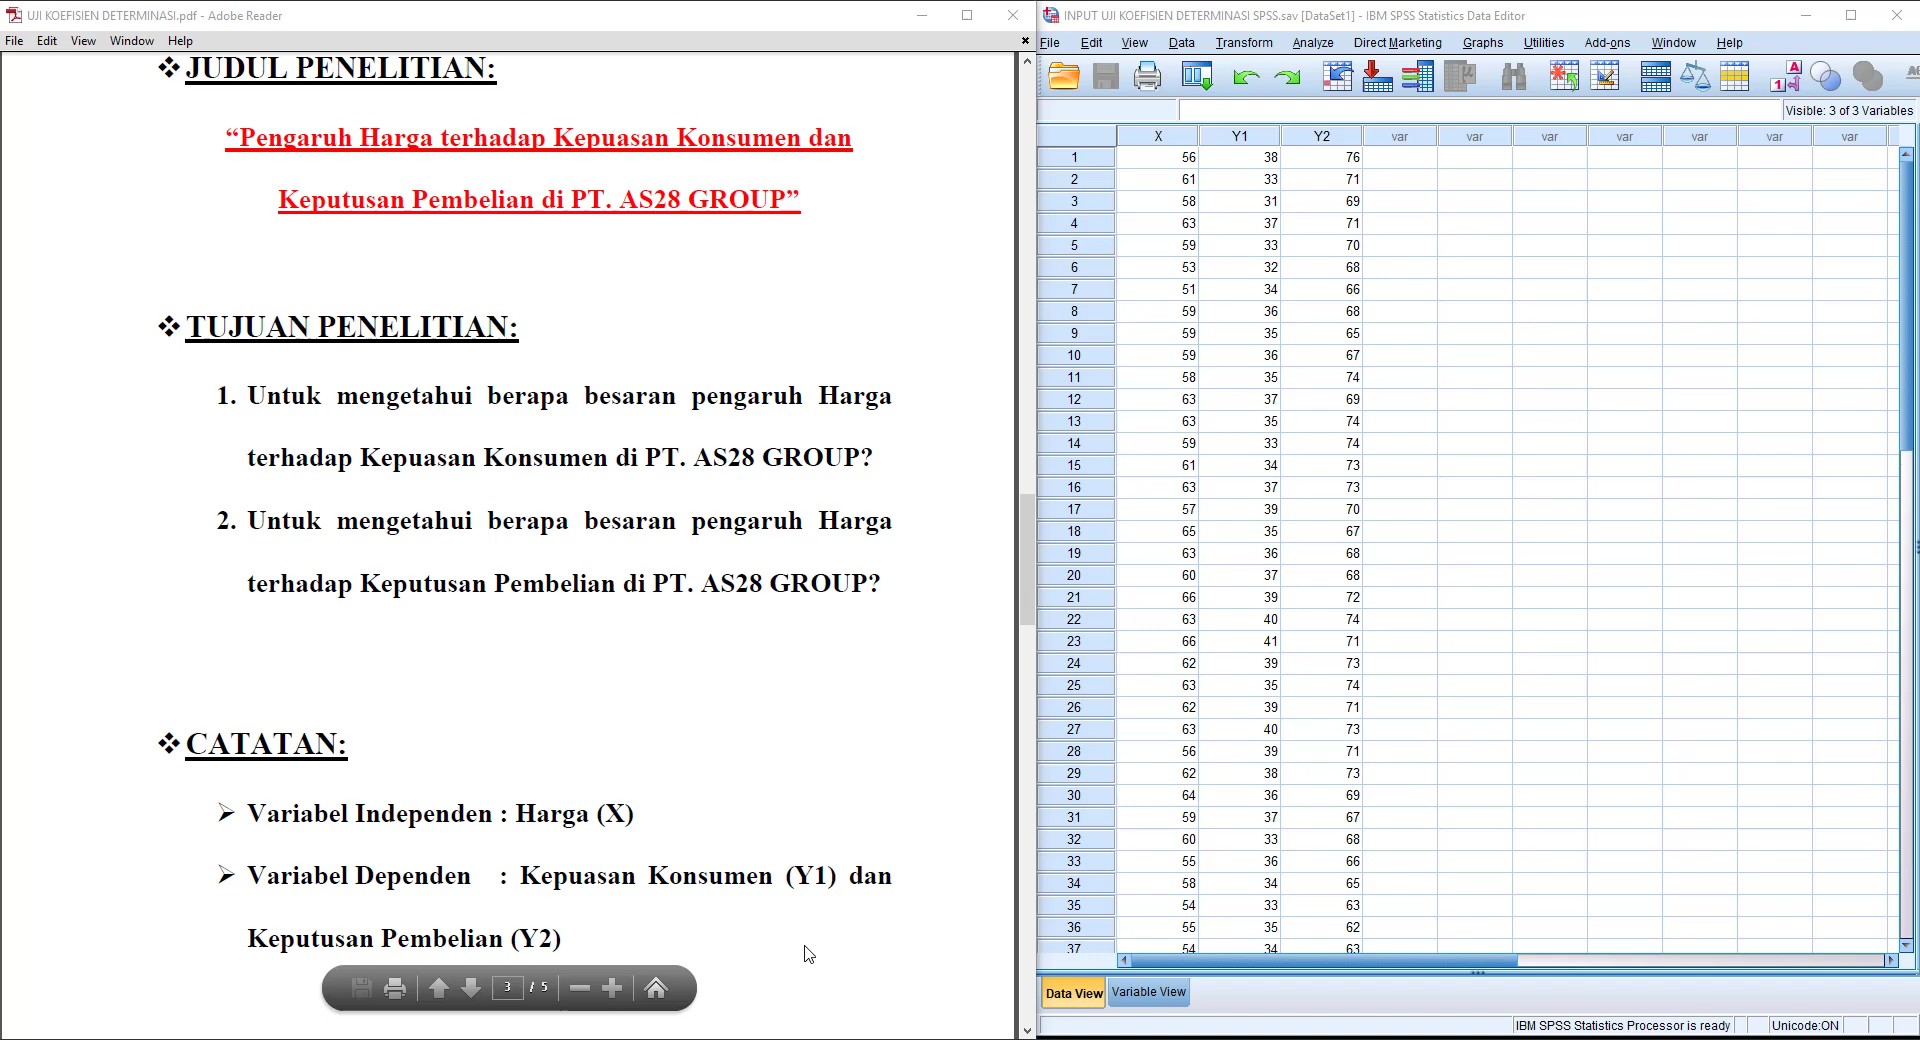 UJI KOEFISIEN DETERMINASI.pdf - Adobe Reader
File Edit View Window Help
❖ JUDUL PENELITIAN:
“Pengaruh Harga terhadap Kepuasan Konsumen dan
Keputusan Pembelian di PT. AS28 GROUP”
❖ TUJUAN PENELITIAN:
1. Untuk mengetahui berapa besaran pengaruh Harga
terhadap Kepuasan Konsumen di PT. AS28 GROUP?
2. Untuk mengetahui berapa besaran pengaruh Harga
terhadap Keputusan Pembelian di PT. AS28 GROUP?
❖ CATATAN:
➢ Variabel Independen : Harga (X)
➢ Variabel Dependen : Kepuasan Konsumen (Y1) dan
Keputusan Pembelian (Y2)
3 / 5
INPUT UJI KOEFISIEN DETERMINASI SPSS.sav [DataSet1] - IBM SPSS Statistics Data Editor
File Edit View Data Transform Analyze Direct Marketing Graphs Utilities Add-ons Window Help
Visible: 3 of 3 Variables
X Y1 Y2 var var var var var var var
1 56 38 76
2 61 33 71
3 58 31 69
4 63 37 71
5 59 33 70
6 53 32 68
7 51 34 66
8 59 36 68
9 59 35 65
10 59 36 67
11 58 35 74
12 63 37 69
13 63 35 74
14 59 33 74
15 61 34 73
16 63 37 73
17 57 39 70
18 65 35 67
19 63 36 68
20 60 37 68
21 66 39 72
22 63 40 74
23 66 41 71
24 62 39 73
25 63 35 74
26 62 39 71
27 63 40 73
28 56 39 71
29 62 38 73
30 64 36 69
31 59 37 67
32 60 33 68
33 55 36 66
34 58 34 65
35 54 33 63
36 55 35 62
37 54 34 63
Data View Variable View
IBM SPSS Statistics Processor is ready Unicode:ON